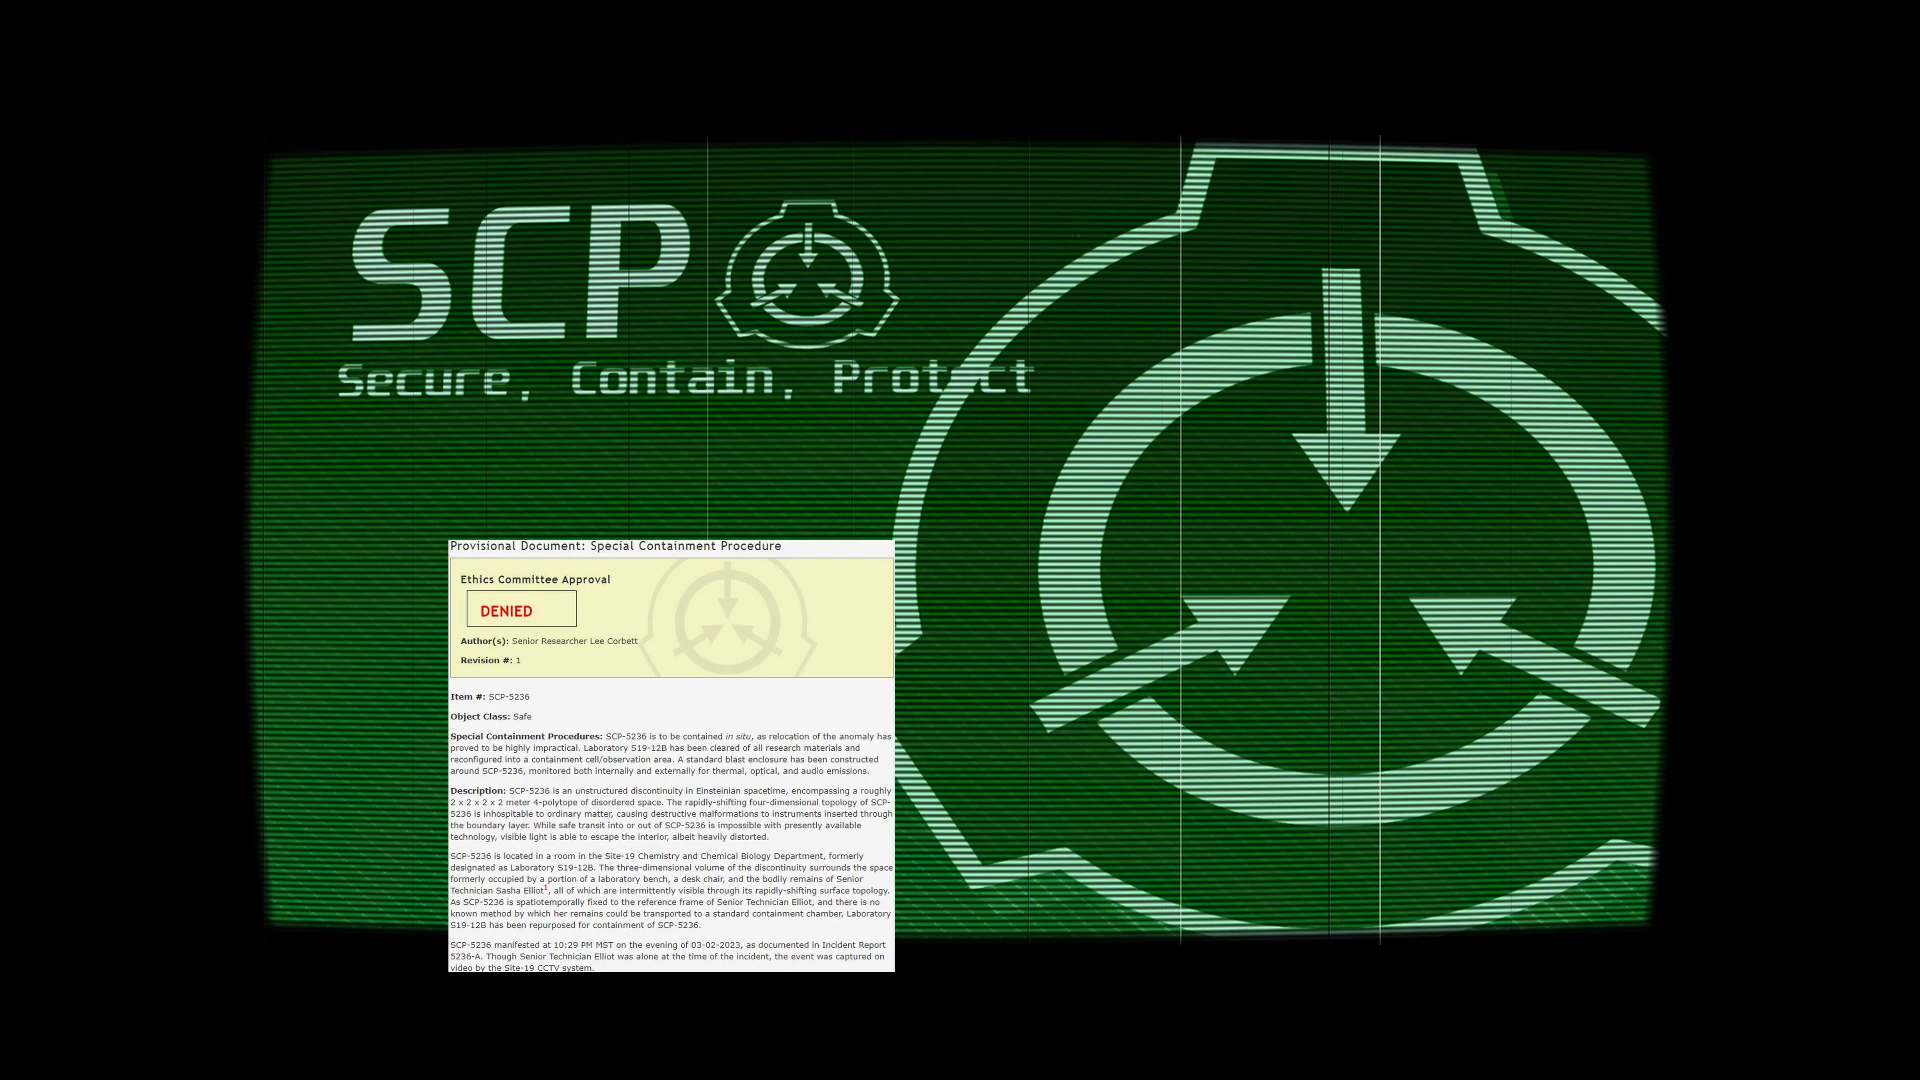 SCP
Secure, Contain, Protect
Provisional Document: Special Containment Procedure
Ethics Committee Approval
DENIED
Author(s): Senior Researcher Lee Corbett
Revision #: 1
Item #: SCP-5236
Object Class: Safe
Special Containment Procedures: SCP-5236 is to be contained in situ, as relocation of the anomaly has
proved to be highly impractical. Laboratory S19-12B has been cleared of all research materials and
reconfigured into a containment cell/observation area. A standard blast enclosure has been constructed
around SCP-5236, monitored both internally and externally for thermal, optical, and audio emissions.
Description: SCP-5236 is an unstructured discontinuity in Einsteinian spacetime, encompassing a roughly
2 x 2 x 2 x 2 meter 4-polytope of disordered space. The rapidly-shifting four-dimensional topology of SCP-
5236 is inhospitable to ordinary matter, causing destructive malformations to instruments inserted through
the boundary layer. While safe transit into or out of SCP-5236 is impossible with presently available
technology, visible light is able to escape the interior, albeit heavily distorted.
SCP-5236 is located in a room in the Site-19 Chemistry and Chemical Biology Department, formerly
designated as Laboratory S19-12B. The three-dimensional volume of the discontinuity surrounds the space
formerly occupied by a portion of a laboratory bench, a desk chair, and the bodily remains of Senior
Technician Sasha Elliot1, all of which are intermittently visible through its rapidly-shifting surface topology.
As SCP-5236 is spatiotemporally fixed to the reference frame of Senior Technician Elliot, and there is no
known method by which her remains could be transported to a standard containment chamber, Laboratory
S19-12B has been repurposed for containment of SCP-5236.
SCP-5236 manifested at 10:29 PM MST on the evening of 03-02-2023, as documented in Incident Report
5236-A. Though Senior Technician Elliot was alone at the time of the incident, the event was captured on
video by the Site-19 CCTV system.